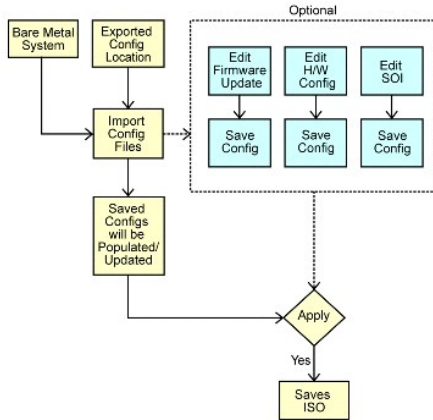 Optional
Bare Metal
System
Exported
Config
Location
Edit
Firmware
Update
Edit
H/W
Config
Edit
SOI
Import
Config
Files
Save
Config
Save
Config
Save
Config
Saved
Configs
will be
Populated/
Updated
Apply
Yes
Saves
ISO